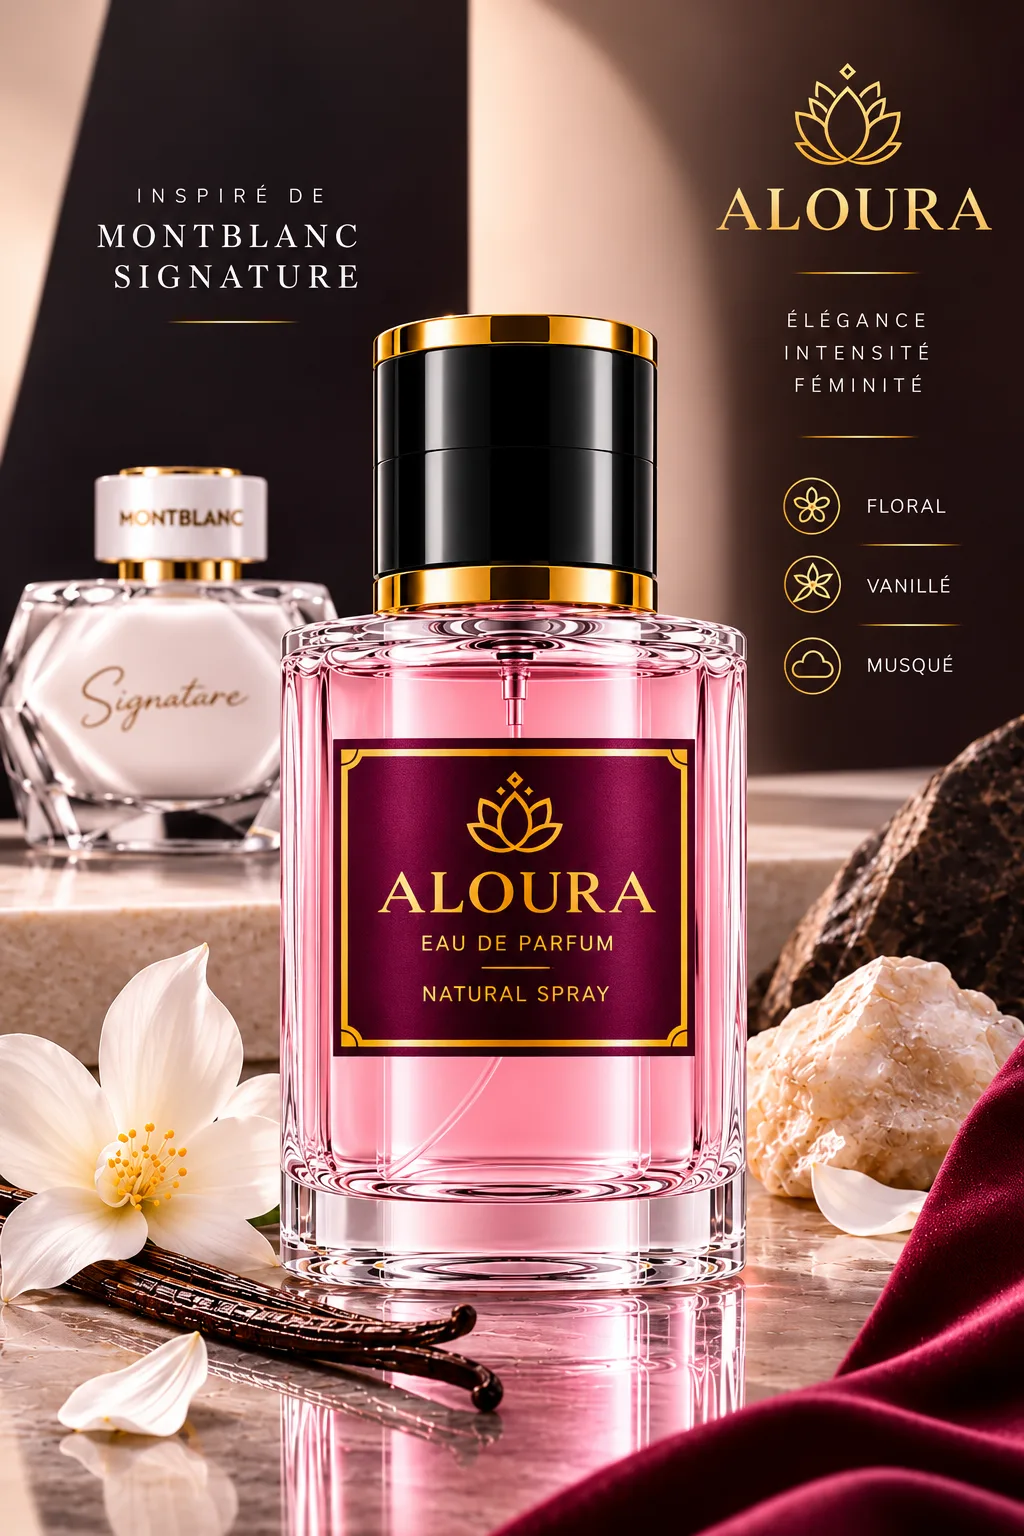 INSPIRÉ DE
MONTBLANC
SIGNATURE
ALOURA
ÉLÉGANCE
INTENSITÉ
FÉMINITÉ
FLORAL
VANILLÉ
MUSQUÉ
MONTBLANC
Signature
ALOURA
EAU DE PARFUM
NATURAL SPRAY